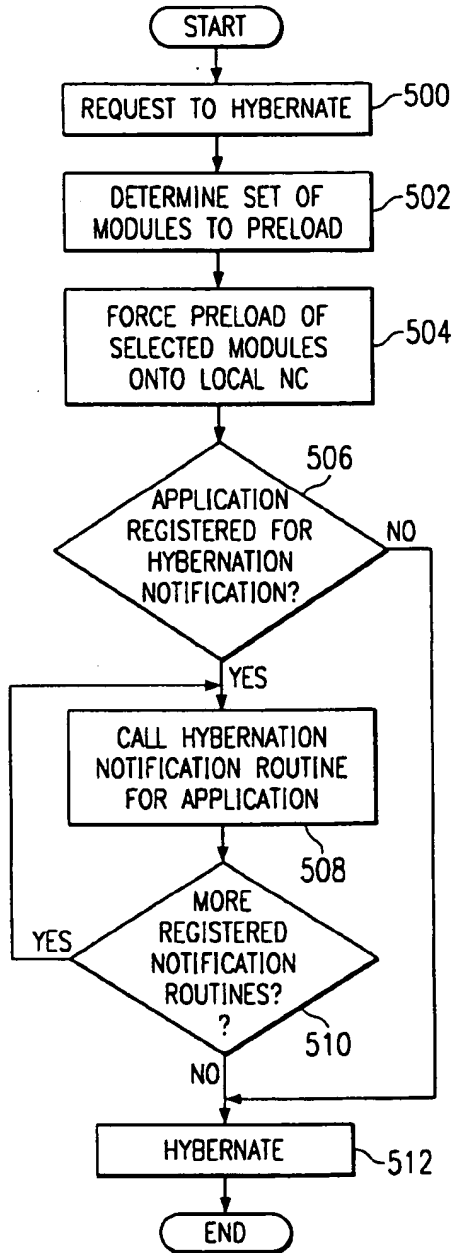 START
REQUEST TO HYBERNATE
500
DETERMINE SET OF
MODULES TO PRELOAD
502
FORCE PRELOAD OF
SELECTED MODULES
ONTO LOCAL NC
504
506
APPLICATION
REGISTERED FOR
HYBERNATION
NOTIFICATION?
NO
YES
CALL HYBERNATION
NOTIFICATION ROUTINE
FOR APPLICATION
508
MORE
REGISTERED
NOTIFICATION
ROUTINES?
?
YES
510
NO
HYBERNATE
512
END